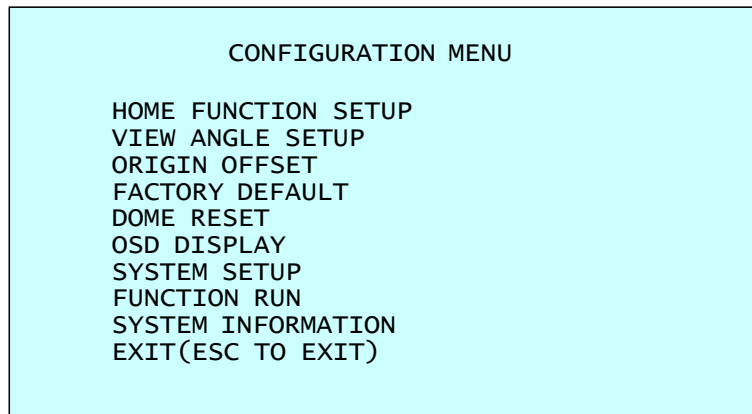 CONFIGURATION MENU
HOME FUNCTION SETUP
VIEW ANGLE SETUP
ORIGIN OFFSET
FACTORY DEFAULT
DOME RESET
OSD DISPLAY
SYSTEM SETUP
FUNCTION RUN
SYSTEM INFORMATION
EXIT(ESC TO EXIT)